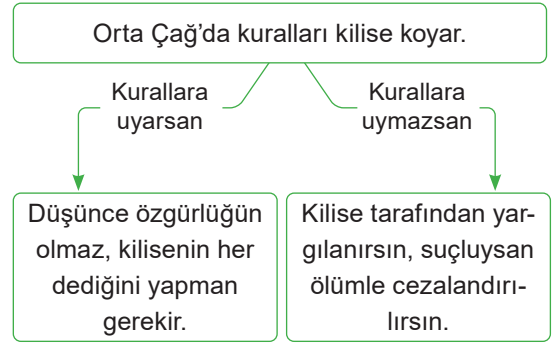 Orta Çağ’da kuralları kilise koyar.
Kurallara
uyarsan
Kurallara
uymazsan
Düşünce özgürlüğün
olmaz, kilisenin her
dediğini yapman
gerekir.
Kilise tarafından yar-
gılanırsın, suçluysan
ölümle cezalandırı-
lırsın.